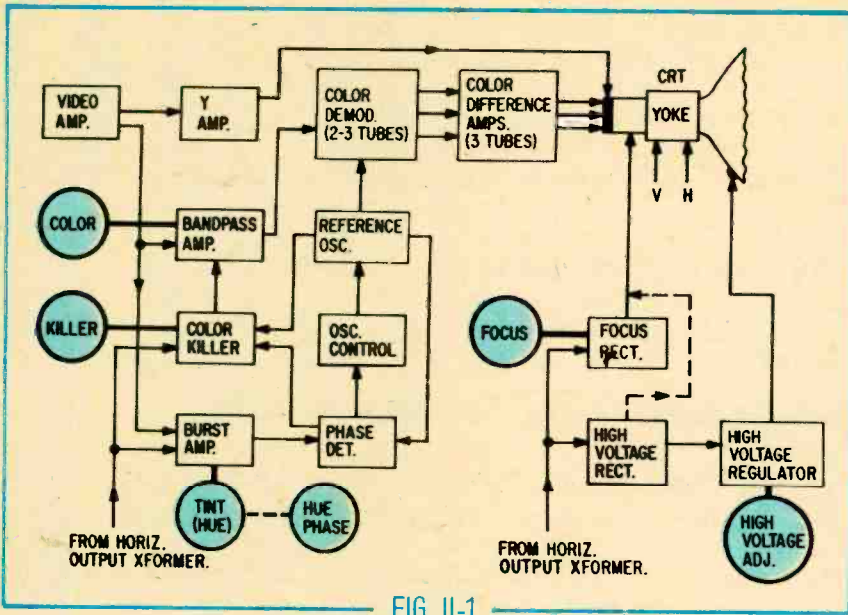 VIDEO
AMP.
Y
AMP.
COLOR
DEMOD.
(2-3 TUBES)
COLOR
DIFFERENCE
AMPS.
(3 TUBES)
CRT
YOKE
V H
COLOR
BANDPASS
AMP.
REFERENCE
OSC.
KILLER
COLOR
KILLER
OSC.
CONTROL
FOCUS
FOCUS
RECT.
BURST
AMP.
PHASE
DET.
HIGH
VOLTAGE
RECT.
HIGH
VOLTAGE
REGULATOR
TINT
(HUE)
HUE
PHASE
HIGH
VOLTAGE
ADJ.
FROM HORIZ.
OUTPUT XFORMER.
FROM HORIZ.
OUTPUT XFORMER.
FIG. II-1